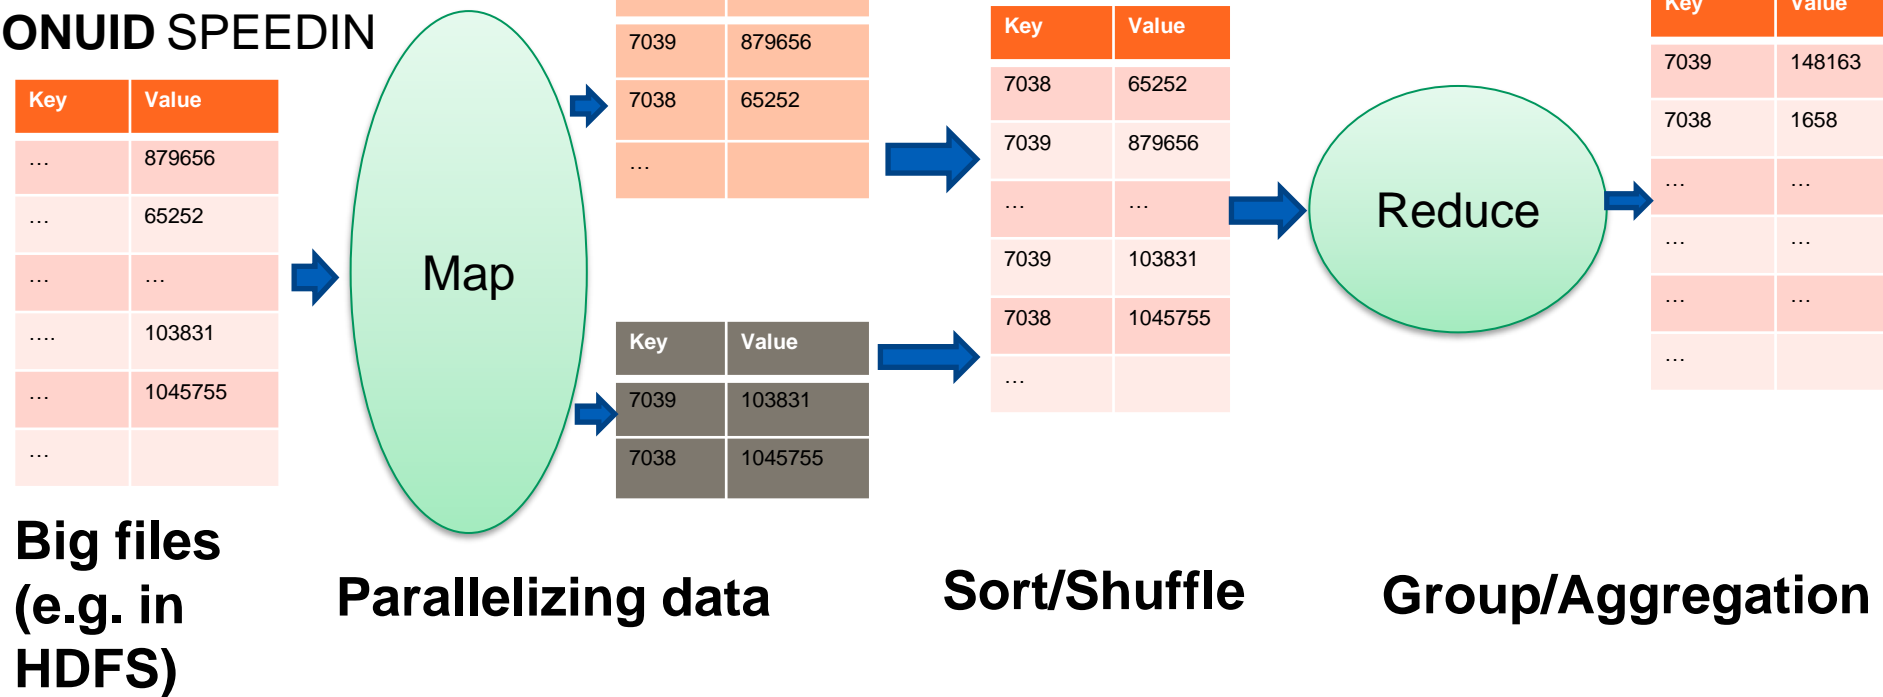 ONUID SPEEDIN
Key Value
… 879656
… 65252
… …
…. 103831
… 1045755
…
Big files
(e.g. in
HDFS)
Map
7039 879656
7038 65252
…
Key Value
7039 103831
7038 1045755
Parallelizing data
Key Value
7038 65252
7039 879656
… …
7039 103831
7038 1045755
…
Sort/Shuffle
Reduce
Key Value
7039 148163
7038 1658
… …
… …
… …
…
Group/Aggregation